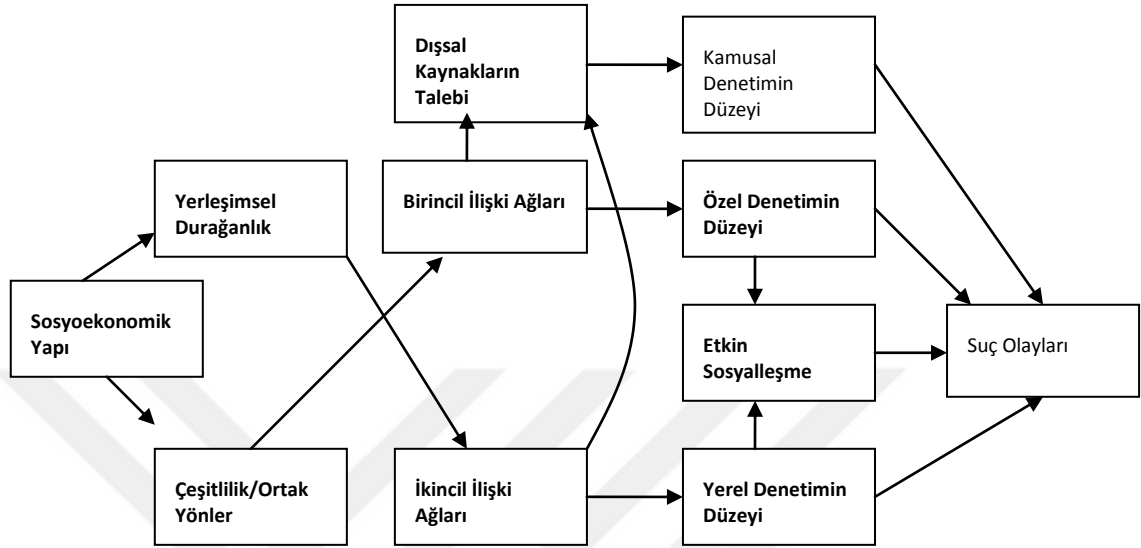 Dışsal
Kaynakların
Talebi
Kamusal
Denetimin
Düzeyi
Yerleşimsel
Durağanlık
Birincil İlişki Ağları
Özel Denetimin
Düzeyi
Sosyoekonomik
Yapı
Etkin
Sosyalleşme
Suç Olayları
Çeşitlilik/Ortak
Yönler
İkincil İlişki
Ağları
Yerel Denetimin
Düzeyi